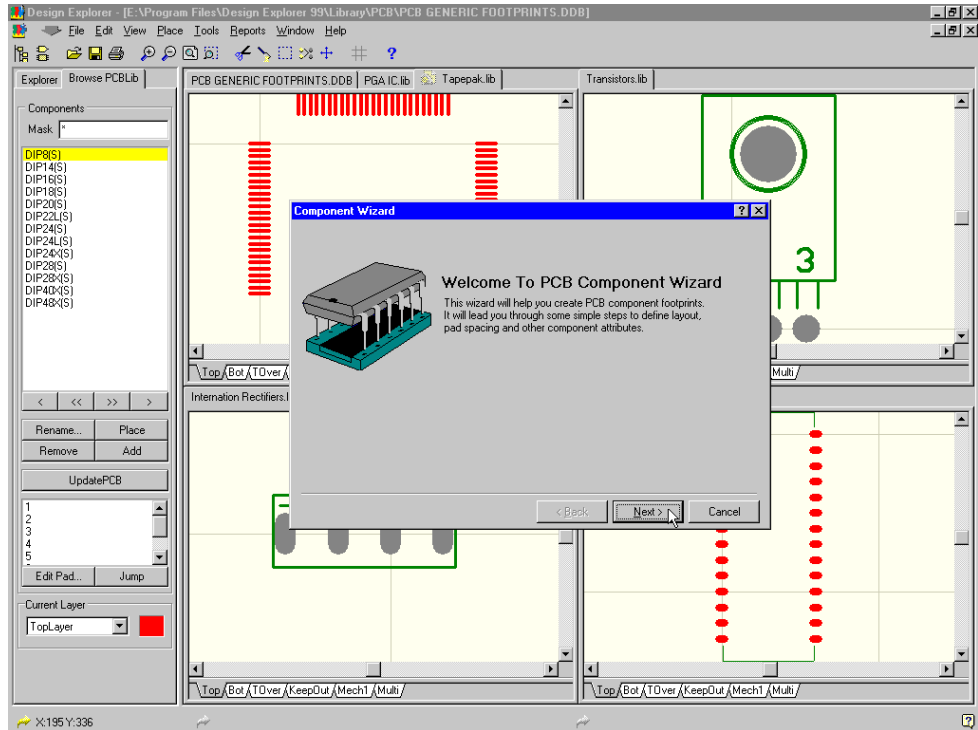 Design Explorer - [E:\Program Files\Design Explorer 99\Library\PCB\PCB GENERIC FOOTPRINTS.DDB]
File Edit View Place Tools Reports Window Help
Explorer Browse PCBLib
PCB GENERIC FOOTPRINTS.DDB PGA IC.lib Tapepak.lib
Transistors.lib
Components
Mask *
DIP8(S)
DIP14(S)
DIP16(S)
DIP18(S)
DIP20(S)
DIP22L(S)
DIP24(S)
DIP24L(S)
DIP24X(S)
DIP28(S)
DIP28X(S)
DIP40X(S)
DIP48X(S)
< << >> >
Rename... Place
Remove Add
UpdatePCB
1
2
3
4
5
Edit Pad... Jump
Current Layer
TopLayer
3
Component Wizard
Welcome To PCB Component Wizard
This wizard will help you create PCB component footprints.
It will lead you through some simple steps to define layout,
pad spacing and other component attributes.
< Back Next > Cancel
Top Bot TOver
Multi
Internation Rectifiers.l
Top Bot TOver KeepOut Mech1 Multi
Top Bot TOver KeepOut Mech1 Multi
X:195 Y:336